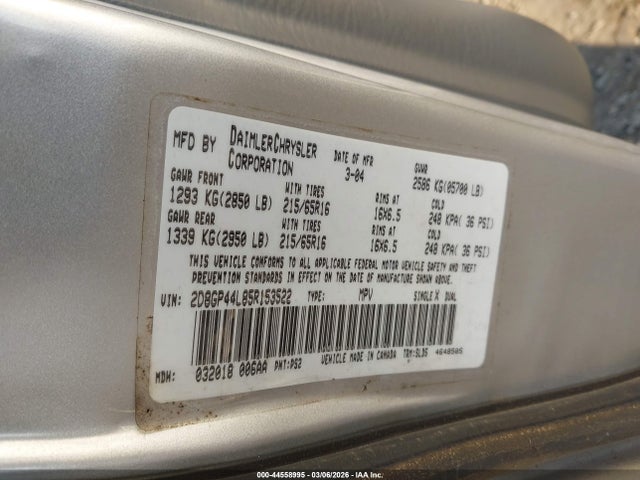 MFD BY DAIMLERCHRYSLER CORPORATION DATE OF MFR 3-04 GVWR 2586 KG(05700 LB)
GAWR FRONT WITH TIRES RIMS AT COLD
1293 KG(2850 LB) 215/65R16 16X6.5 248 KPA( 36 PSI)
GAWR REAR WITH TIRES RIMS AT COLD
1339 KG(2950 LB) 215/65R16 16X6.5 248 KPA( 36 PSI)
THIS VEHICLE CONFORMS TO ALL APPLICABLE FEDERAL MOTOR VEHICLE SAFETY AND THEFT
PREVENTION STANDARDS IN EFFECT ON THE DATE OF MANUFACTURE SHOWN ABOVE.
VIN: 2D8GP44L85R153522 TYPE: MPV SINGLE X DUAL
VEHICLE MADE IN CANADA 4648505
MDH: 032018 006AA PNT:PS2 TRM:SLDS
000-44558995 | 03/06/2026 | IAA Inc.